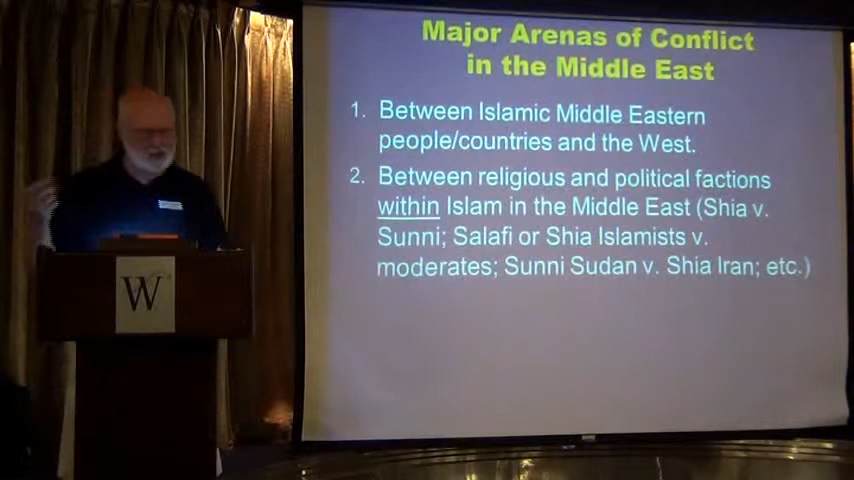 Major Arenas of Conflict
in the Middle East
1. Between Islamic Middle Eastern
people/countries and the West.
2. Between religious and political factions
within Islam in the Middle East (Shia v.
Sunni; Salafi or Shia Islamists v.
moderates; Sunni Sudan v. Shia Iran; etc.)
W